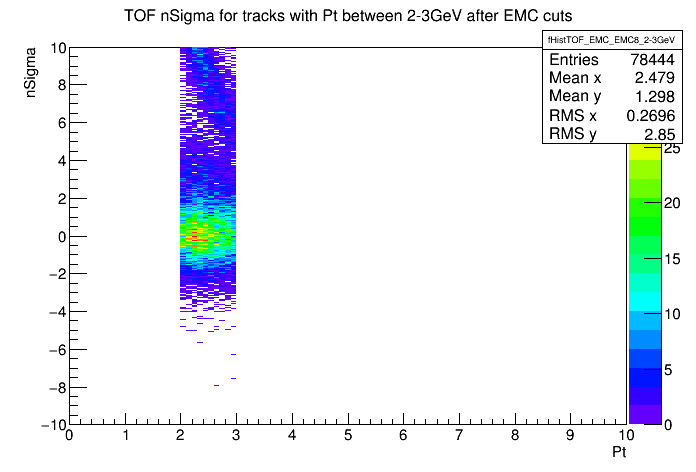 TOF nSigma for tracks with Pt between 2-3GeV after EMC cuts
fHistTOF_EMC_EMC8_2-3GeV
Entries 78444
Mean x 2.479
Mean y 1.298
RMS x 0.2696
RMS y 2.85
nSigma
10
8
6
4
2
0
−2
−4
−6
−8
−10
0 1 2 3 4 5 6 7 8 9 10
Pt
25
20
15
10
5
0